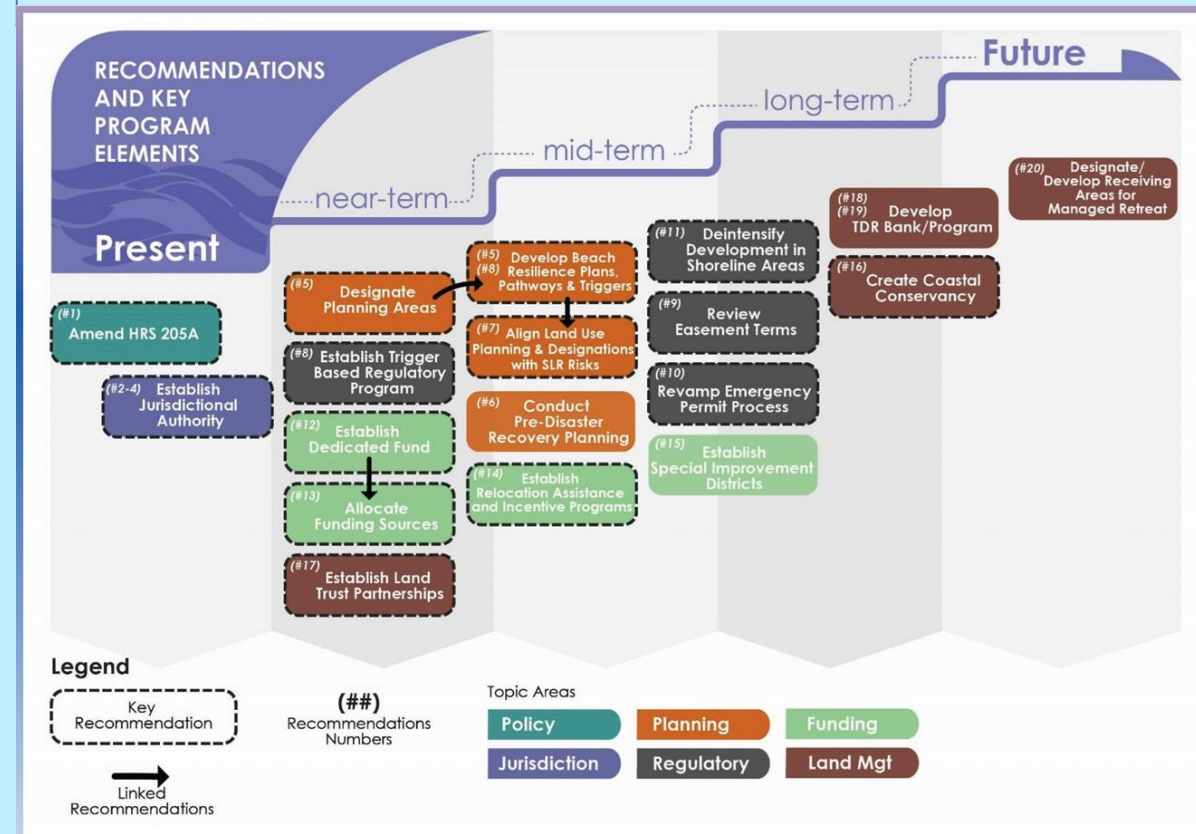 RECOMMENDATIONS
AND KEY
PROGRAM
ELEMENTS
Present
near-term
mid-term
long-term
Future
(#1)
Amend HRS 205A
(#2-4) Establish
Jurisdictional
Authority
(#5)
Designate
Planning Areas
(#8) Establish Trigger
Based Regulatory
Program
(#12)
Establish
Dedicated Fund
(#13)
Allocate
Funding Sources
(#17)
Establish Land
Trust Partnerships
(#5) Develop Beach
(#8) Resilience Plans,
Pathways & Triggers
(#7) Align Land Use
Planning & Designations
with SLR Risks
(#6) Conduct
Pre-Disaster
Recovery Planning
(#14) Establish
Relocation Assistance
and Incentive Programs
(#11) Deintensify
Development in
Shoreline Areas
(#9)
Review
Easement Terms
(#10)
Revamp Emergency
Permit Process
(#15)
Establish
Special Improvement
Districts
(#18)
(#19) Develop
TDR Bank/Program
(#16)
Create Coastal
Conservancy
(#20) Designate/
Develop Receiving
Areas for
Managed Retreat
Legend
Key
Recommendation
Linked
Recommendations
(##)
Recommendations
Numbers
Topic Areas
Policy
Planning
Funding
Jurisdiction
Regulatory
Land Mgt